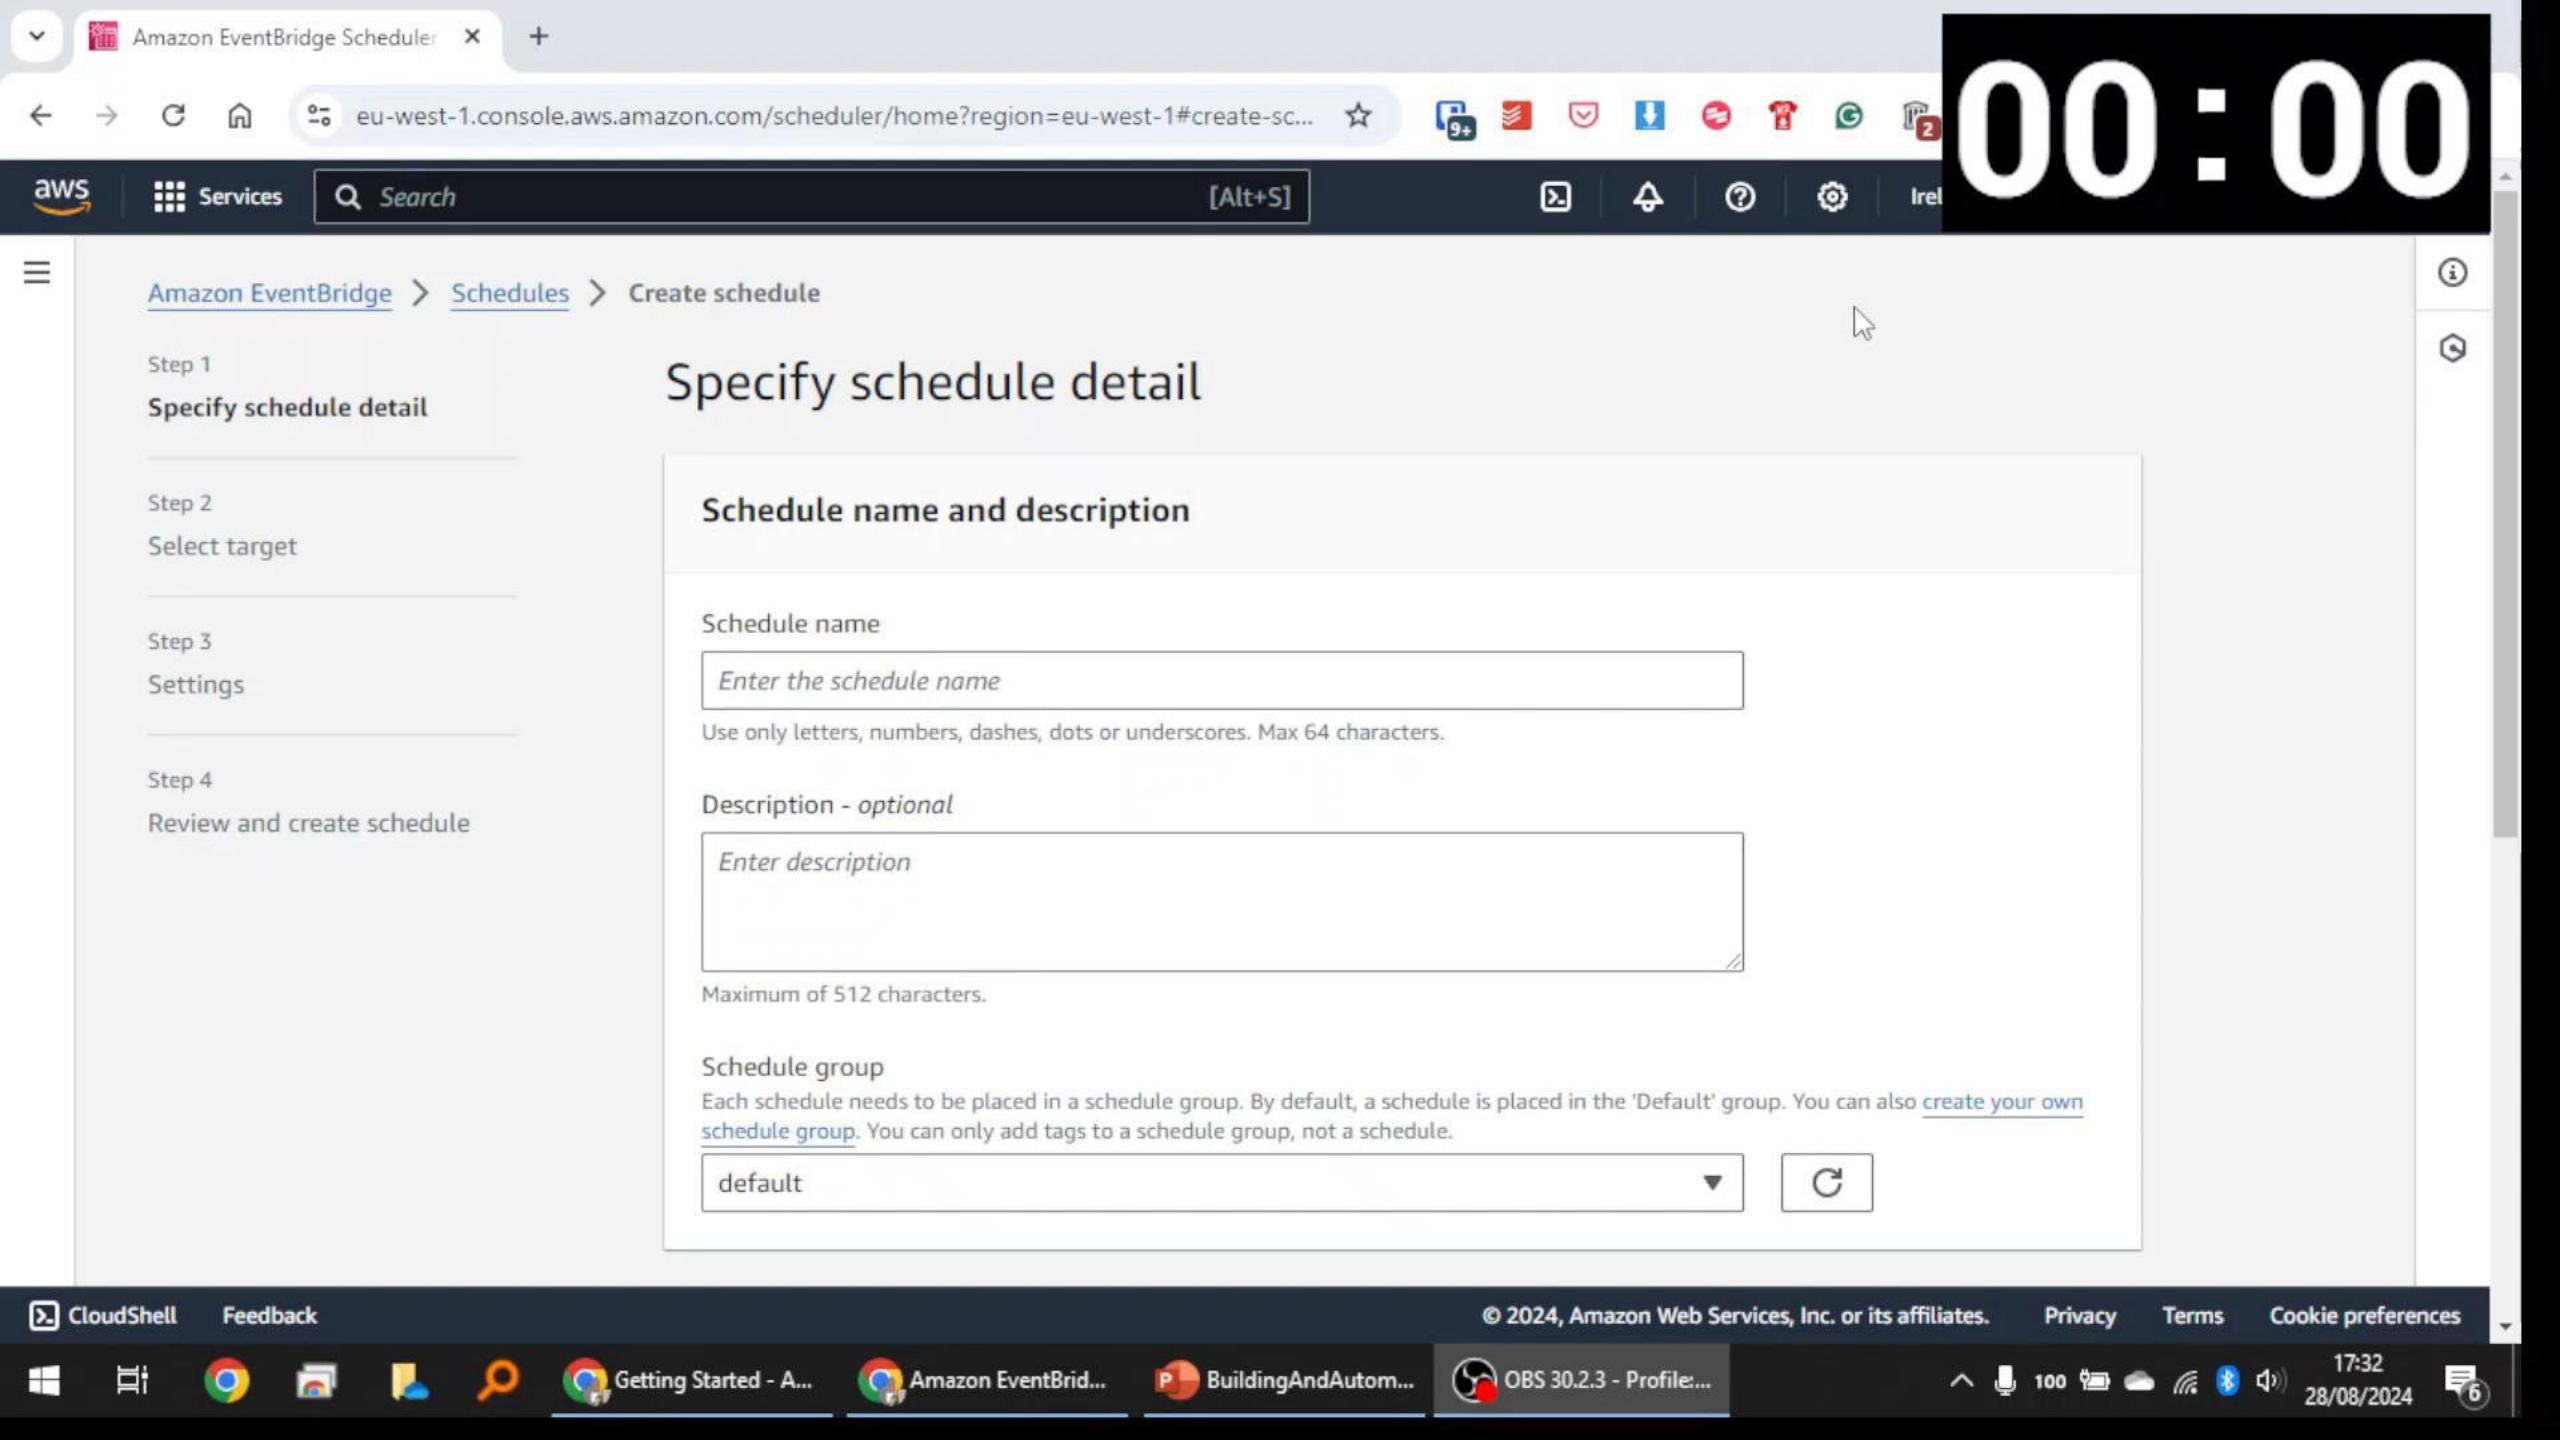 Amazon EventBridge Scheduler
00:00
eu-west-1.console.aws.amazon.com/scheduler/home?region=eu-west-1#create-sc...
9+
2
aws
Services
Search
[Alt+S]
Irel
Amazon EventBridge
Schedules
Create schedule
Step 1
Specify schedule detail
Step 2
Select target
Step 3
Settings
Step 4
Review and create schedule
Specify schedule detail
Schedule name and description
Schedule name
Enter the schedule name
Use only letters, numbers, dashes, dots or underscores. Max 64 characters.
Description - optional
Enter description
Maximum of 512 characters.
Schedule group
Each schedule needs to be placed in a schedule group. By default, a schedule is placed in the 'Default' group. You can also create your own
schedule group. You can only add tags to a schedule group, not a schedule.
default
CloudShell
Feedback
© 2024, Amazon Web Services, Inc. or its affiliates.
Privacy
Terms
Cookie preferences
Getting Started - A...
Amazon EventBrid...
BuildingAndAutom...
OBS 30.2.3 - Profile:...
100
17:32
28/08/2024
6